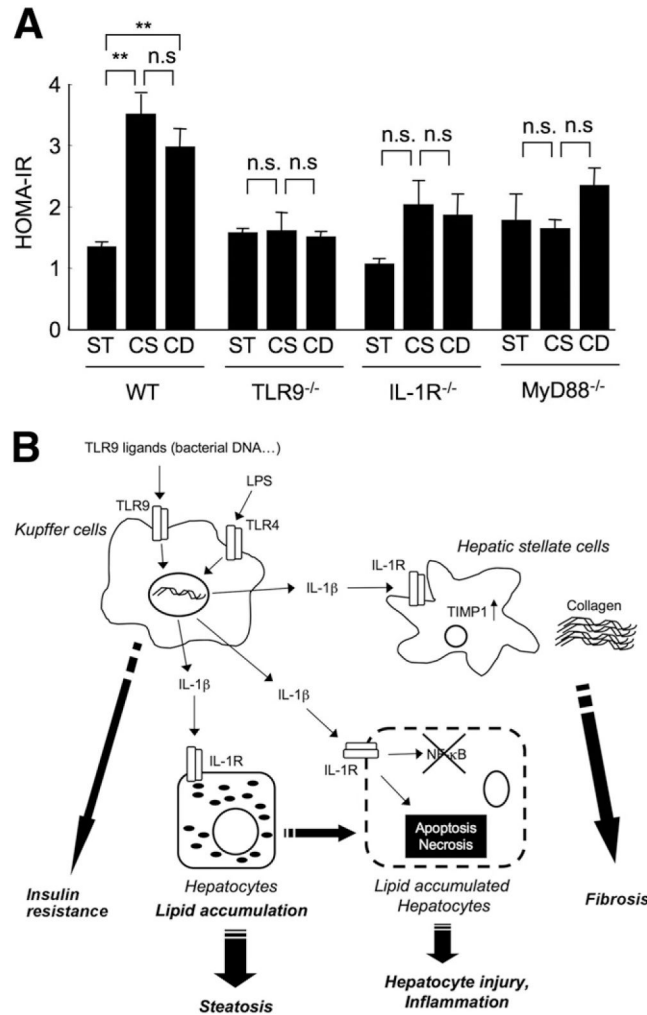 A
**
** n.s
n.s. n.s
n.s. n.s
n.s. n.s
HOMA-IR
4
3
2
1
0
ST CS CD ST CS CD ST CS CD ST CS CD
WT TLR9-/- IL-1R-/- MyD88-/-
B
TLR9 ligands (bacterial DNA...)
LPS
TLR9
TLR4
Kupffer cells
IL-1R
Hepatic stellate cells
IL-1β
TIMP1
Collagen
IL-1β
IL-1β
IL-1R
IL-1R
NF-κB
Apoptosis
Necrosis
Hepatocytes
Lipid accumulation
Lipid accumulated
Hepatocytes
Insulin
resistance
Fibrosis
Steatosis
Hepatocyte injury,
Inflammation